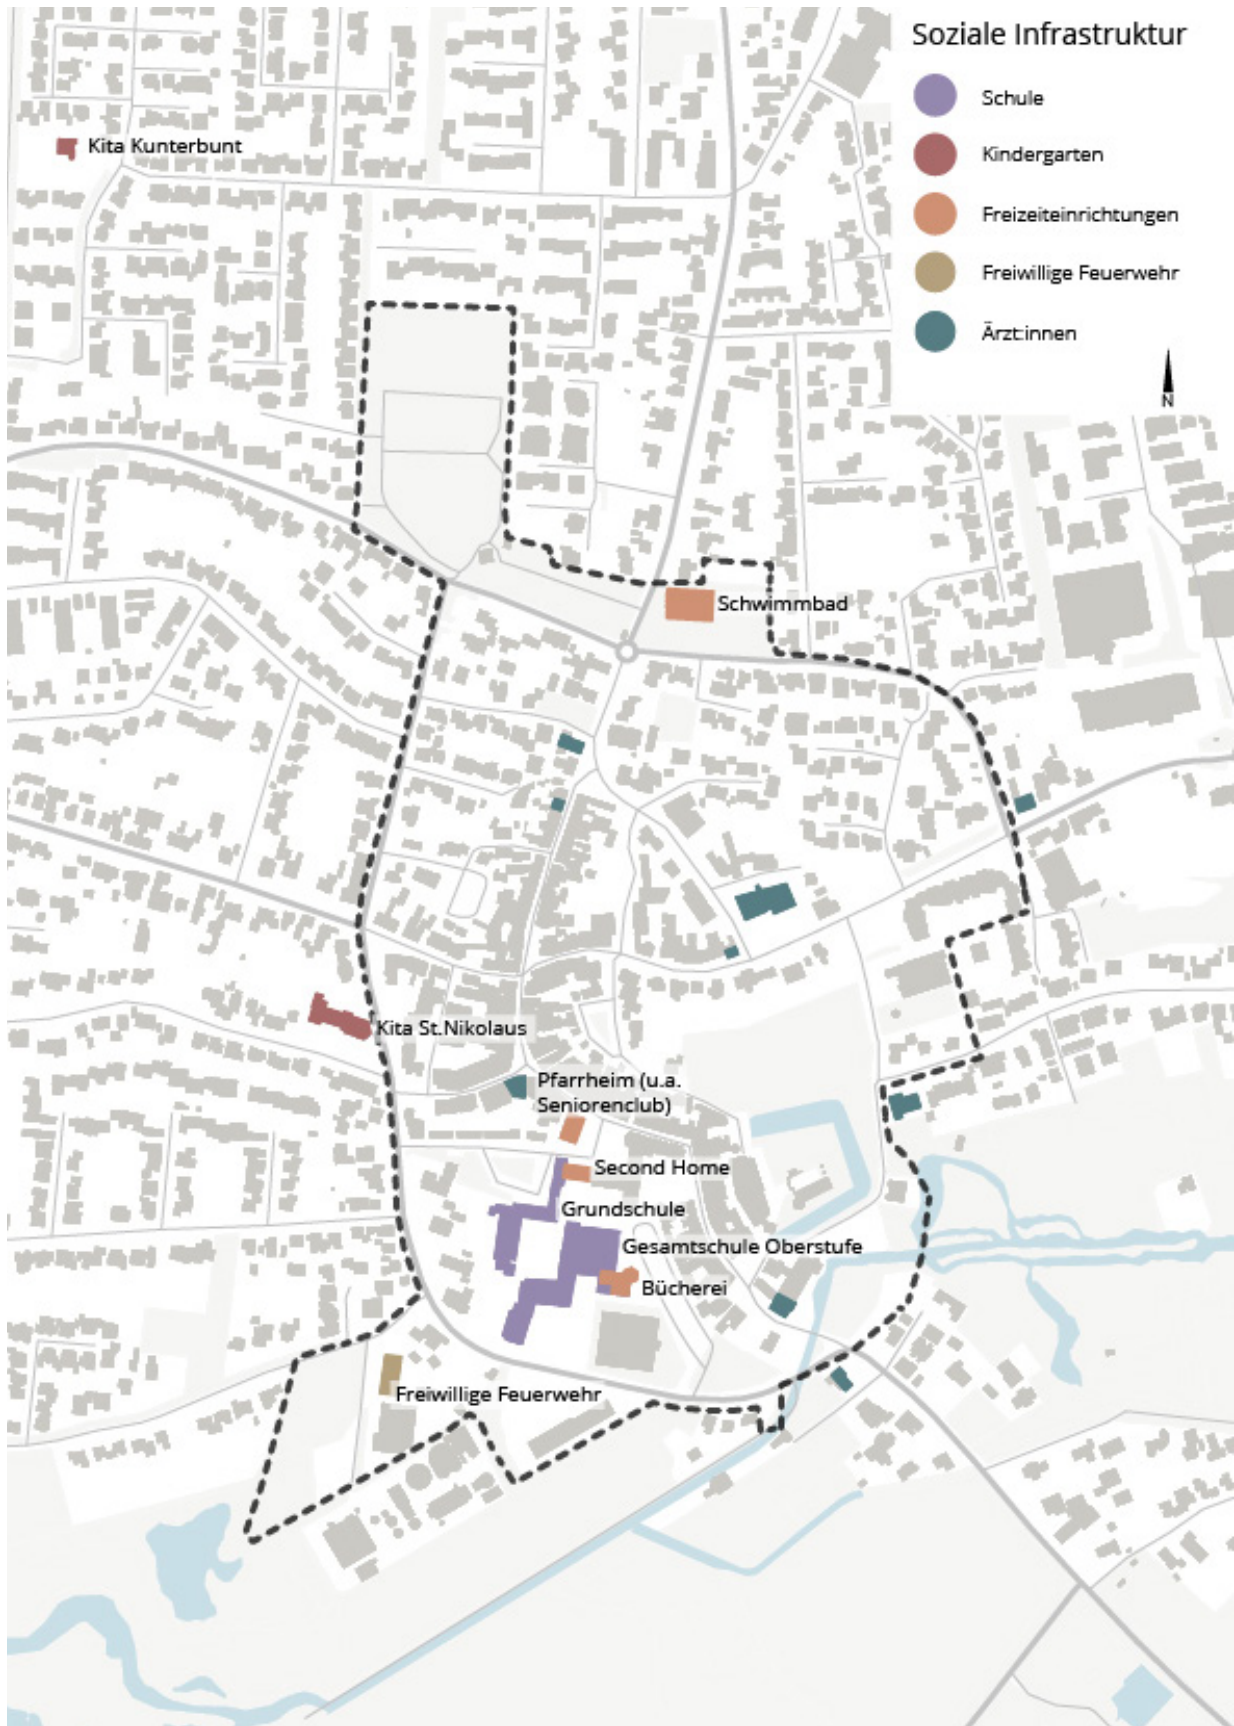 Soziale Infrastruktur
Schule
Kindergarten
Freizeiteinrichtungen
Freiwillige Feuerwehr
Ärzt:innen
N
Kita Kunterbunt
Schwimmbad
Kita St.Nikolaus
Pfarrheim (u.a.
Seniorenclub)
Second Home
Grundschule
Gesamtschule Oberstufe
Bücherei
Freiwillige Feuerwehr